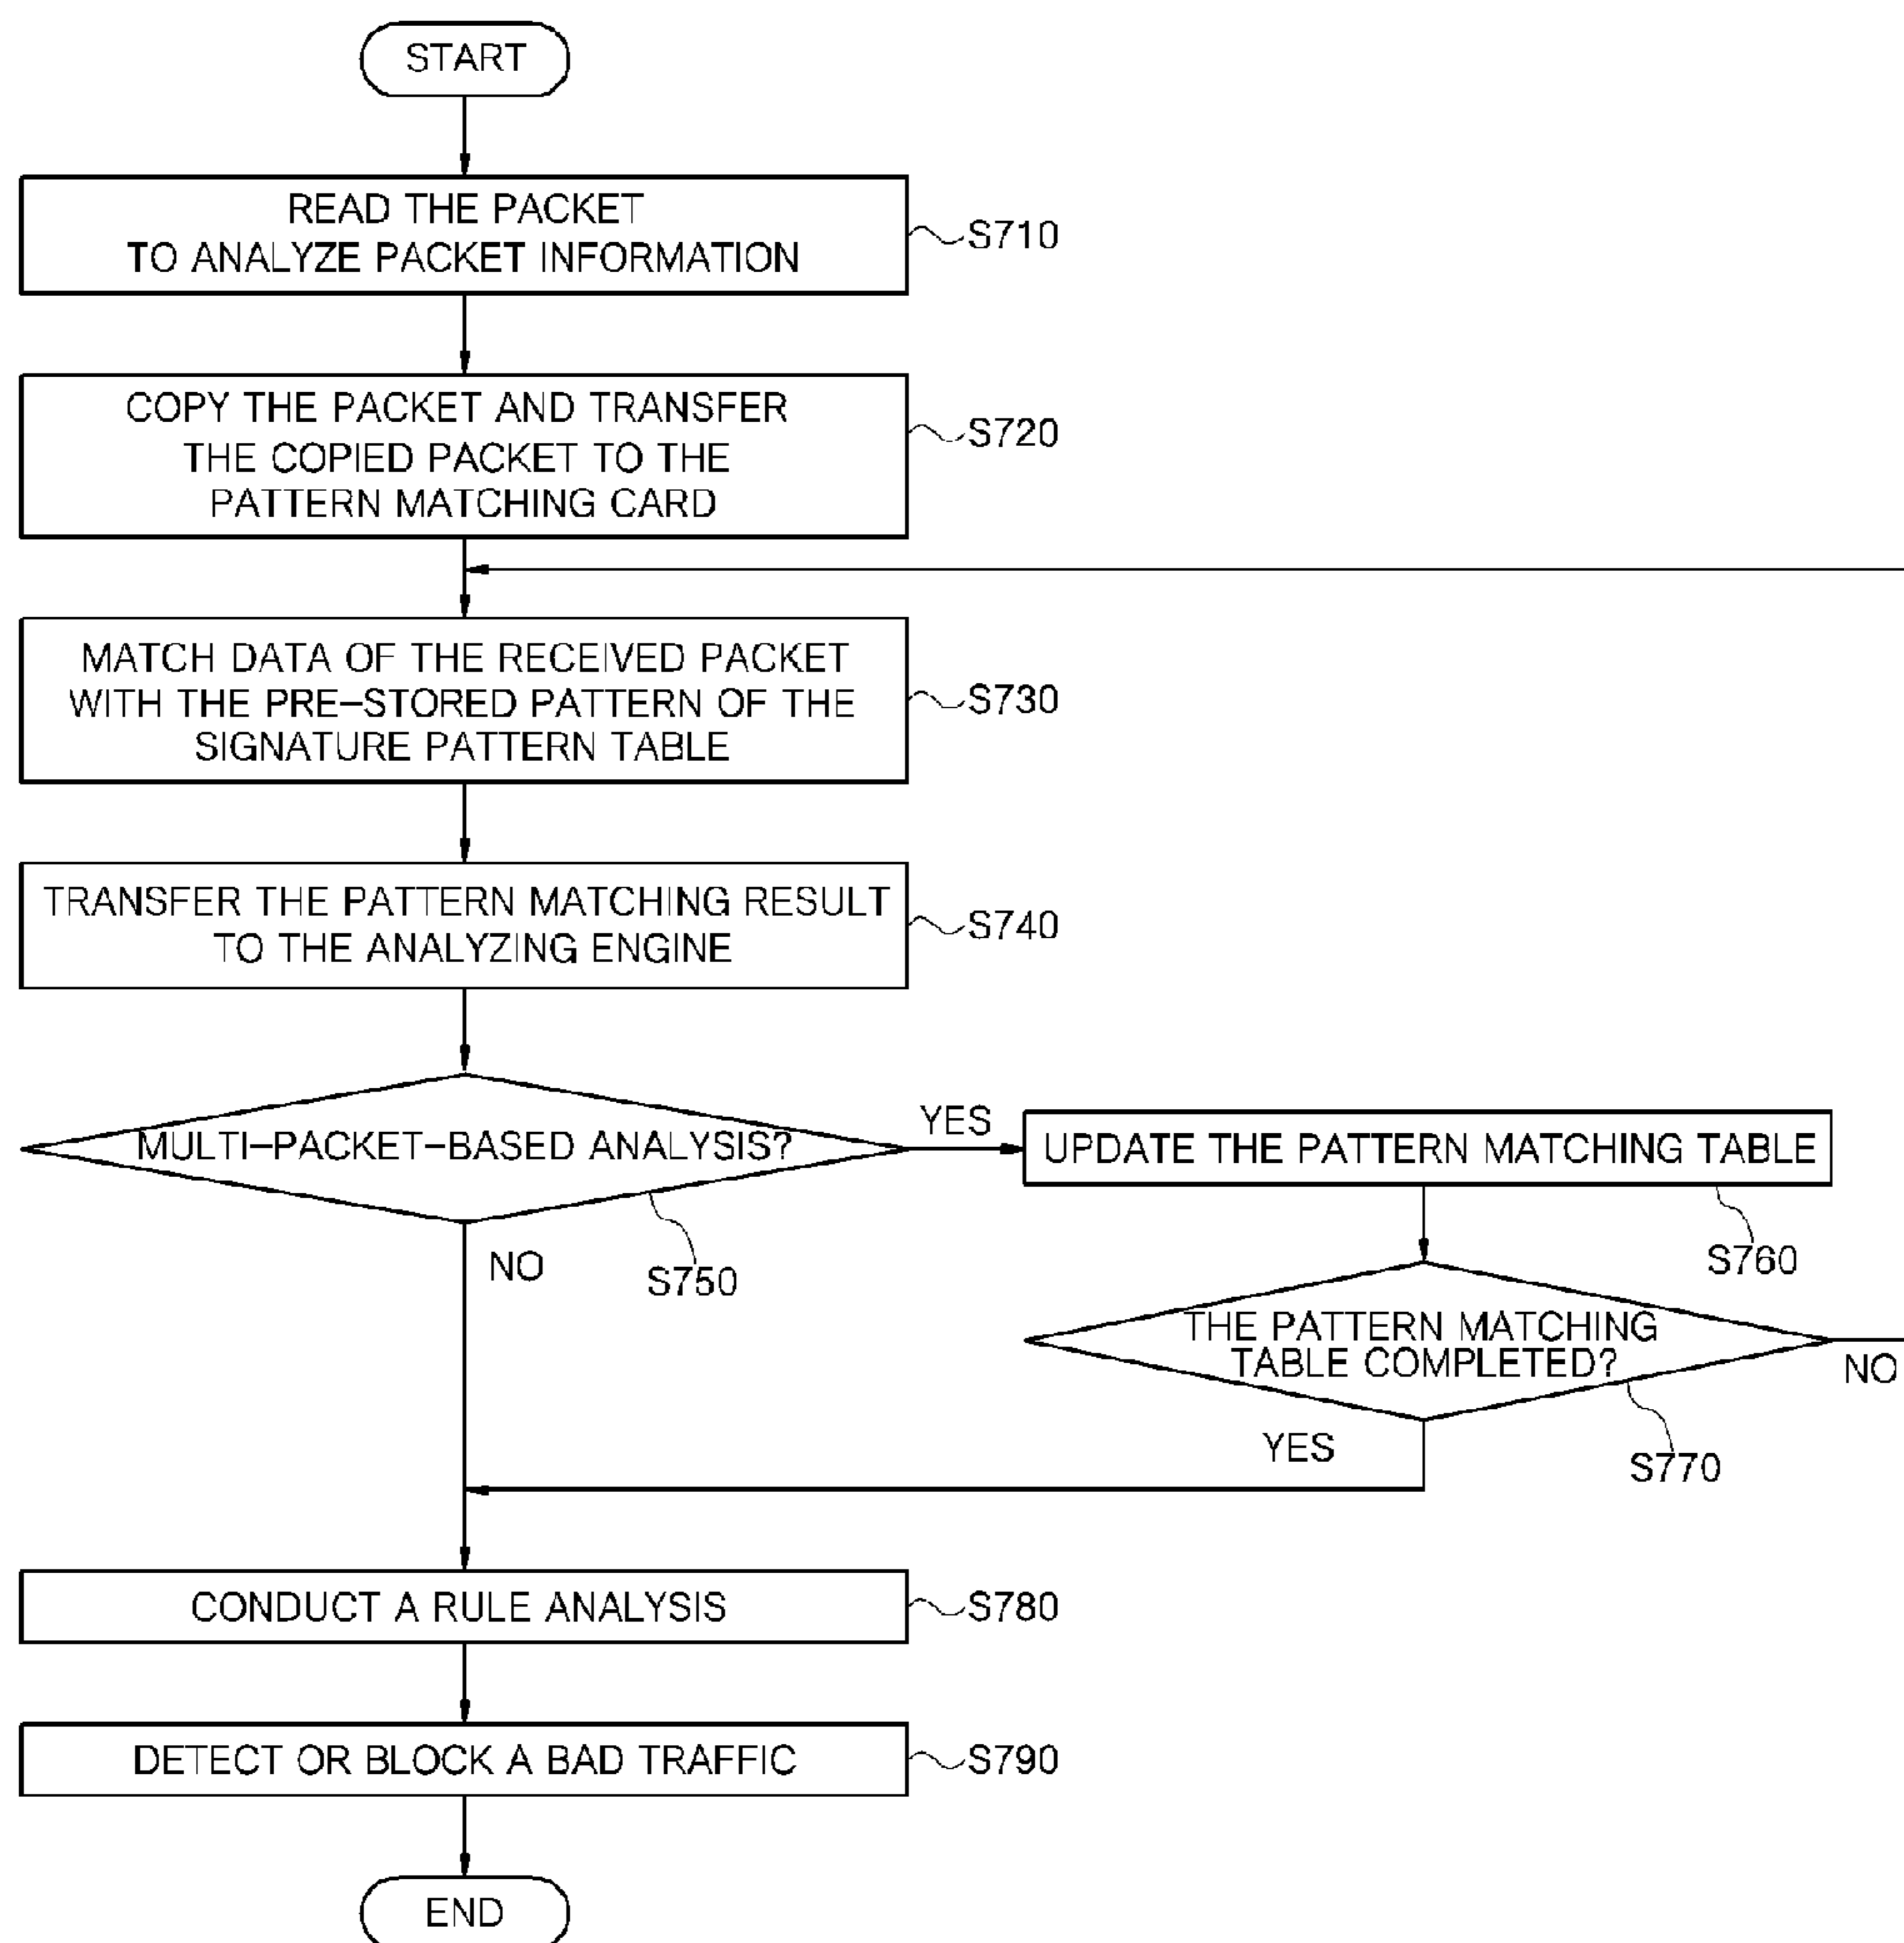 START
READ THE PACKET
TO ANALYZE PACKET INFORMATION
S710
COPY THE PACKET AND TRANSFER
THE COPIED PACKET TO THE
PATTERN MATCHING CARD
S720
MATCH DATA OF THE RECEIVED PACKET
WITH THE PRE-STORED PATTERN OF THE
SIGNATURE PATTERN TABLE
S730
TRANSFER THE PATTERN MATCHING RESULT
TO THE ANALYZING ENGINE
S740
MULTI-PACKET-BASED ANALYSIS?
YES
NO
S750
UPDATE THE PATTERN MATCHING TABLE
S760
THE PATTERN MATCHING
TABLE COMPLETED?
NO
YES
S770
CONDUCT A RULE ANALYSIS
S780
DETECT OR BLOCK A BAD TRAFFIC
S790
END